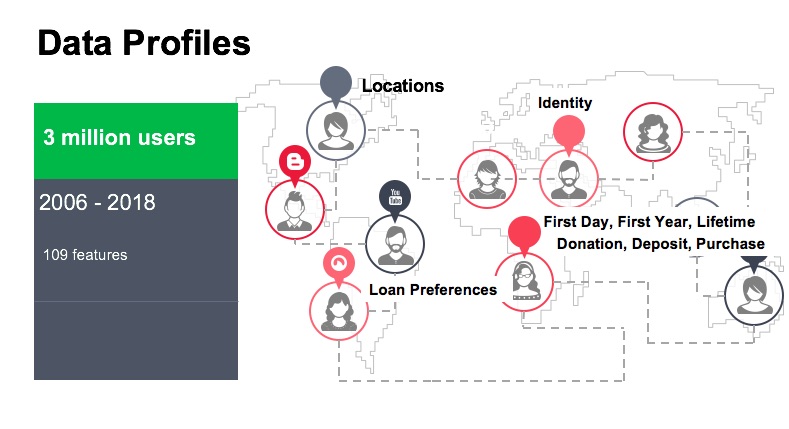 Data Profiles
Locations
Identity
3 million users
2006 - 2018
You
Tube
First Day, First Year, Lifetime
Donation, Deposit, Purchase
109 features
Loan Preferences